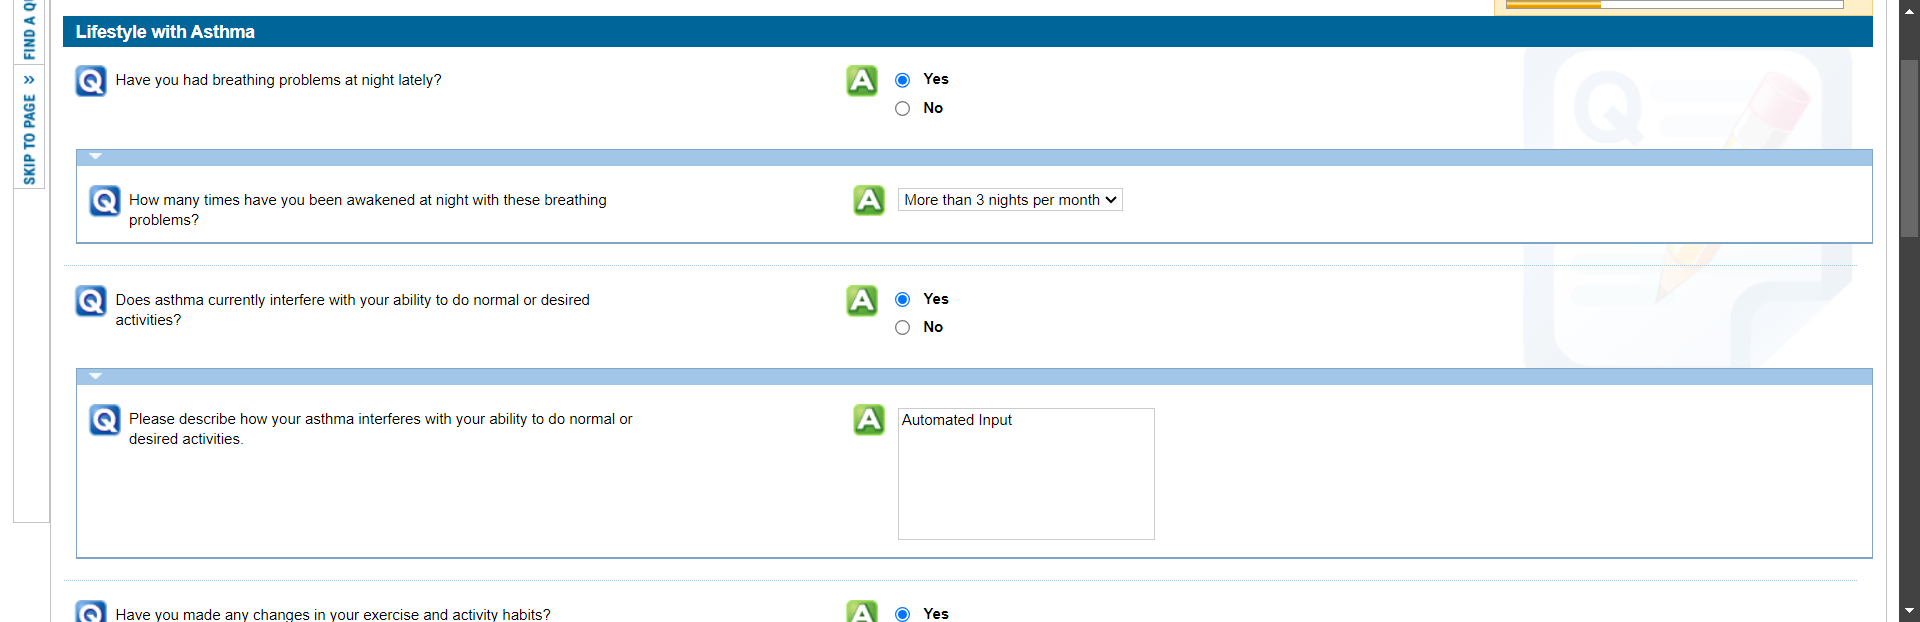 FIND A Q
SKIP TO PAGE »
Lifestyle with Asthma
Q Have you had breathing problems at night lately?
A Yes
No
Q How many times have you been awakened at night with these breathing
problems?
A More than 3 nights per month
Q Does asthma currently interfere with your ability to do normal or desired
activities?
A Yes
No
Q Please describe how your asthma interferes with your ability to do normal or
desired activities.
A Automated Input
Q Have you made any changes in your exercise and activity habits?
A Yes